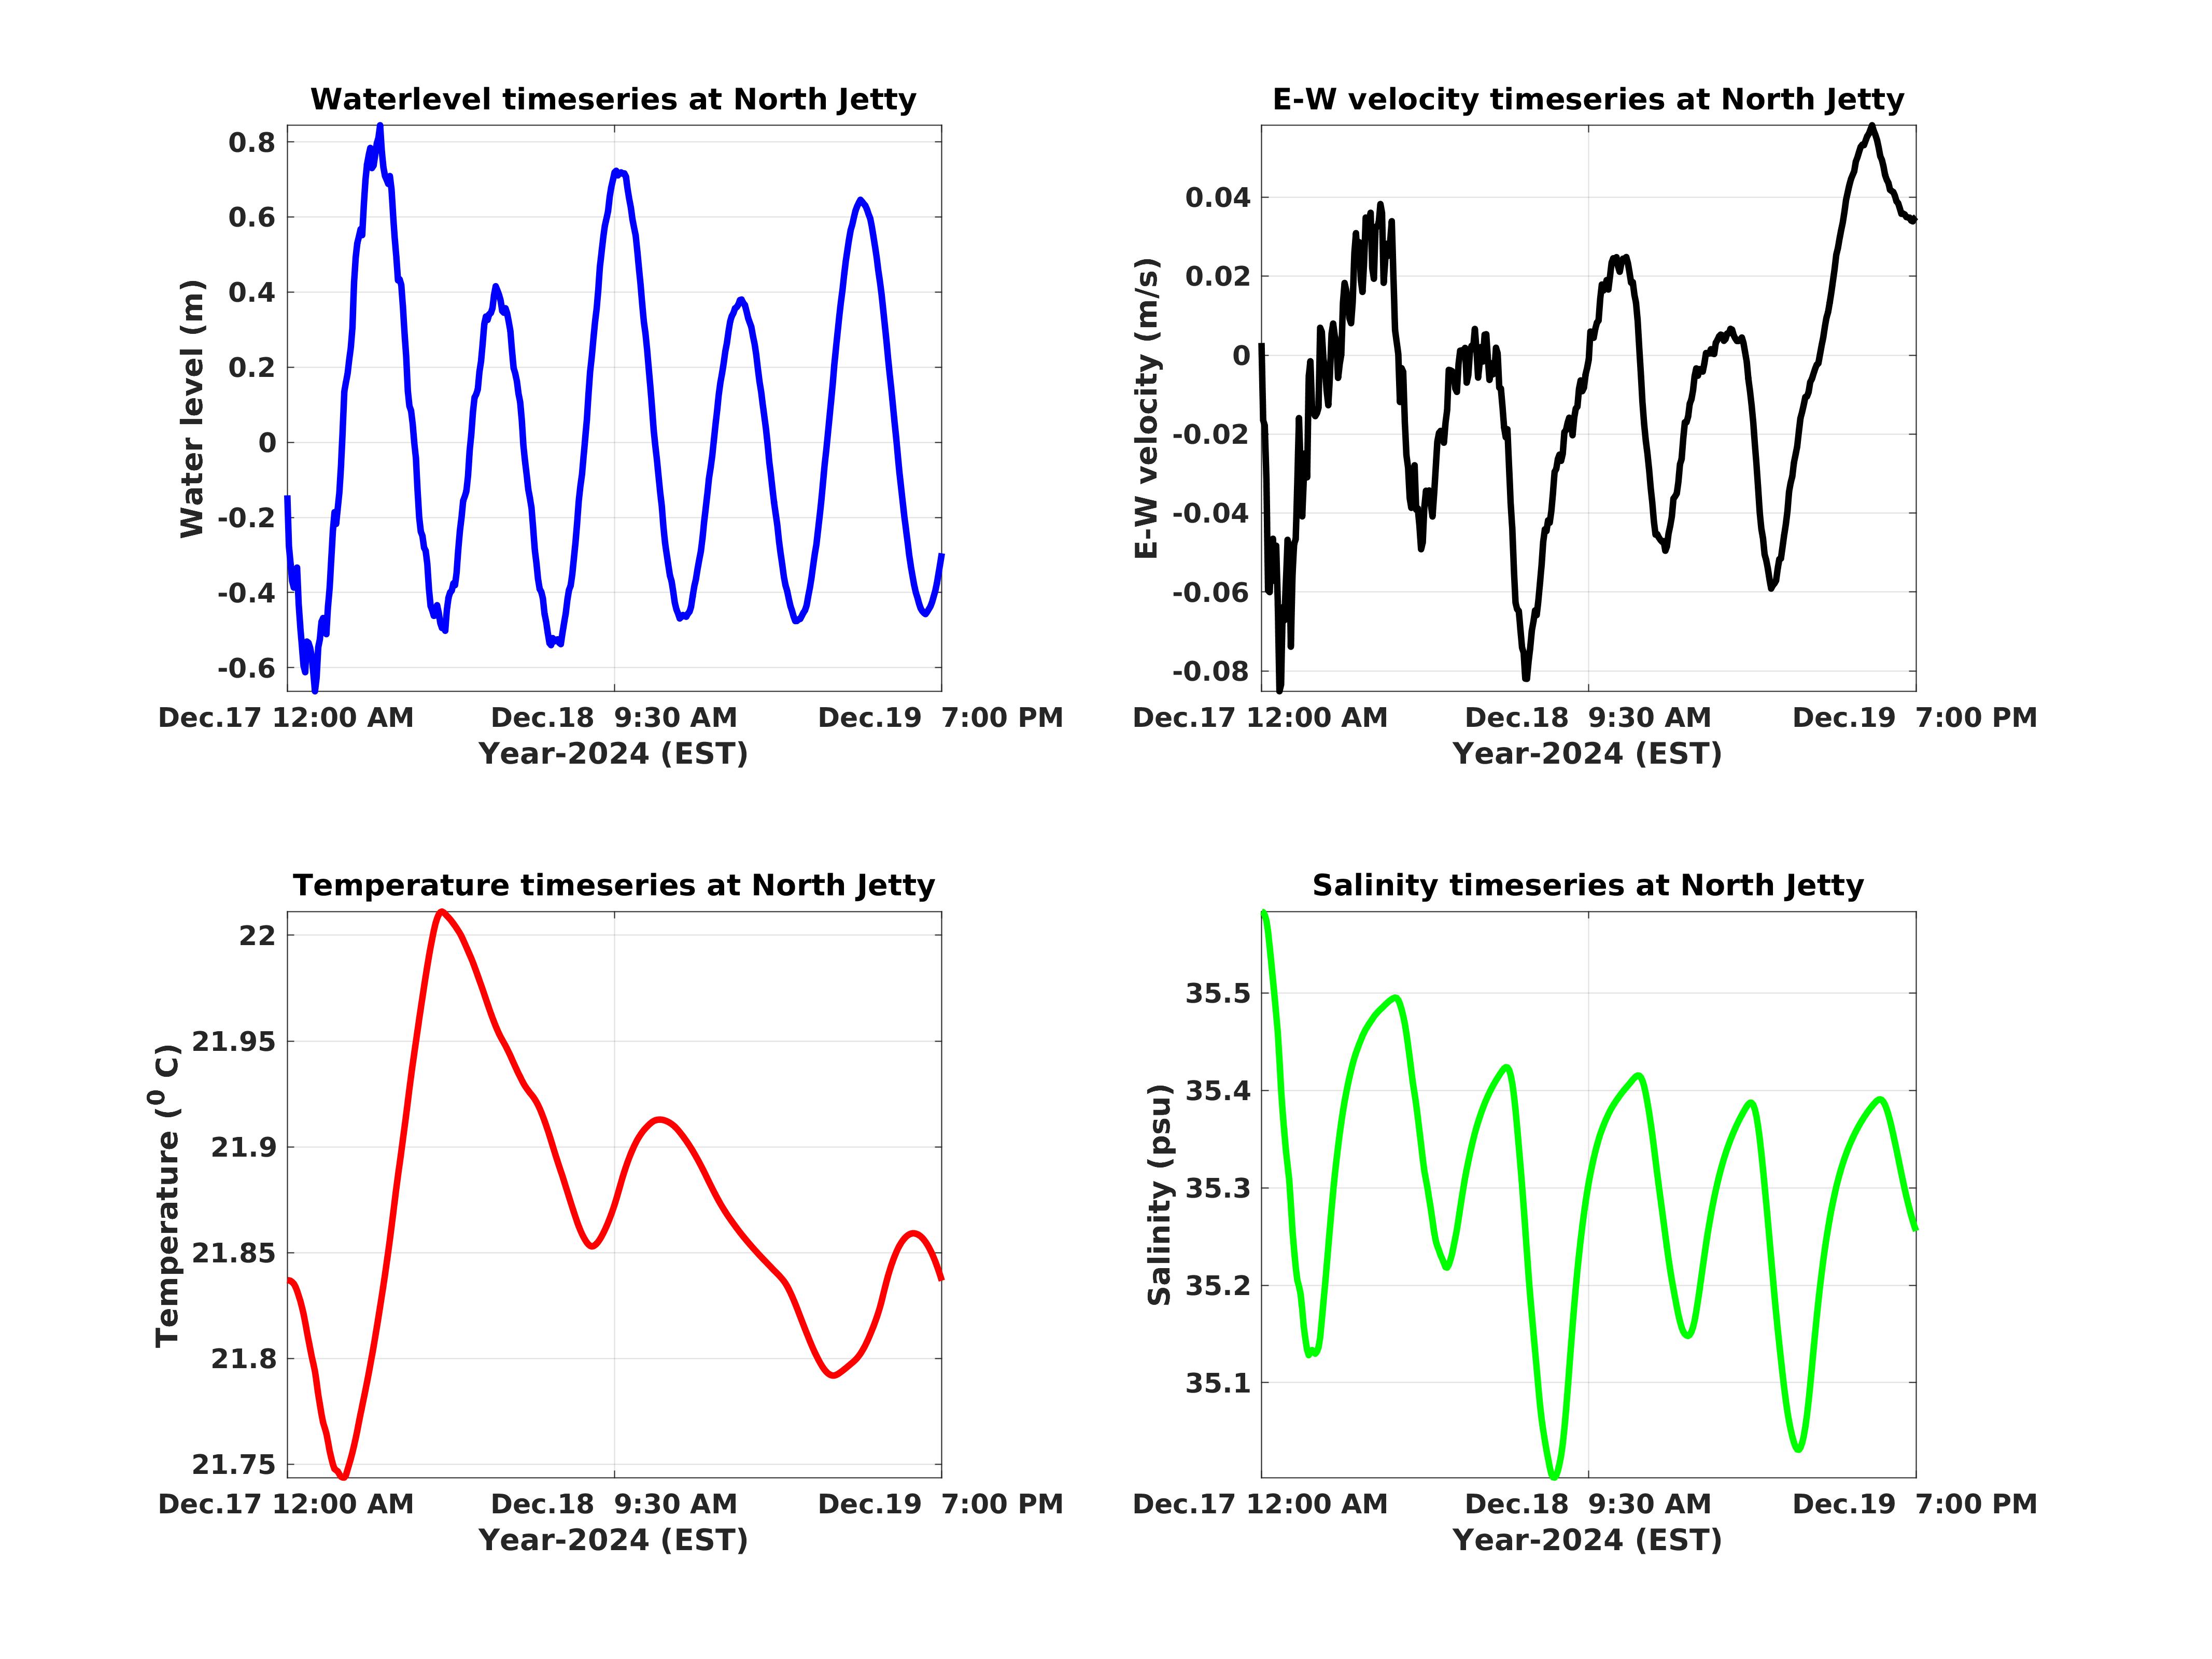 Waterlevel timeseries at North Jetty
0.8
0.6
0.4
0.2
0
-0.2
-0.4
-0.6
Water level (m)
Dec.17 12:00 AM Dec.18  9:30 AM Dec.19  7:00 PM
Year-2024 (EST)
E-W velocity timeseries at North Jetty
0.04
0.02
0
-0.02
-0.04
-0.06
-0.08
E-W velocity (m/s)
Dec.17 12:00 AM Dec.18  9:30 AM Dec.19  7:00 PM
Year-2024 (EST)
Temperature timeseries at North Jetty
22
21.95
21.9
21.85
21.8
21.75
Temperature (⁰ C)
Dec.17 12:00 AM Dec.18  9:30 AM Dec.19  7:00 PM
Year-2024 (EST)
Salinity timeseries at North Jetty
35.5
35.4
35.3
35.2
35.1
Salinity (psu)
Dec.17 12:00 AM Dec.18  9:30 AM Dec.19  7:00 PM
Year-2024 (EST)